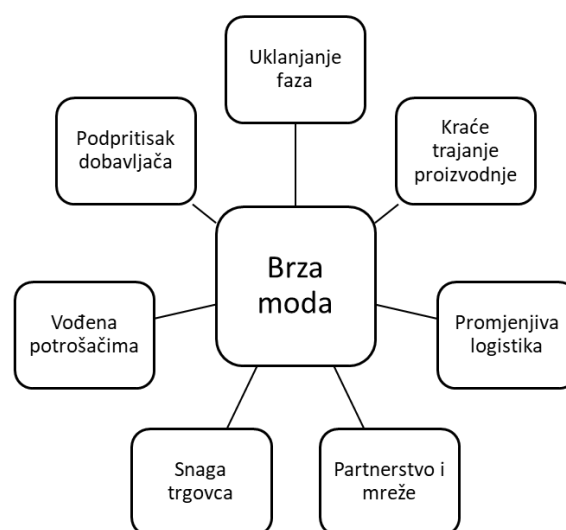 Uklanjanje
faza
Podpritisak
dobavljača
Kraće
trajanje
proizvodnje
Brza
moda
Vođena
potrošačima
Promjenjiva
logistika
Snaga
trgovca
Partnerstvo i
mreže